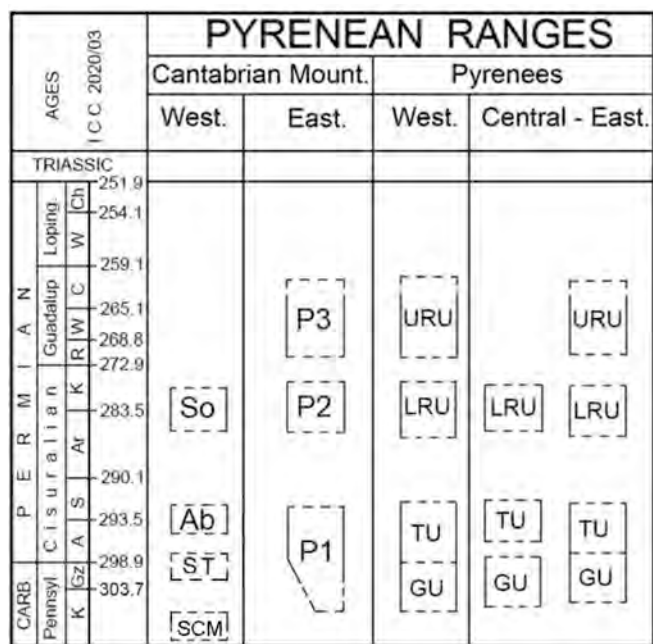 PYRENEAN RANGES
AGES
I C C. 2020/03
Cantabrian Mount.
Pyrenees
West.
East.
West.
Central - East.
TRIASSIC
251.9
254.1
259.1
265.1
268.8
272.9
283.5
290.1
293.5
298.9
303.7
PERMIAN
CARB.
Loping.
Guadalup
Cisuralian
Pennsyl.
Ch
W
C
W
R
K
Ar
S
A
Gz
K
P3
URU
URU
So
P2
LRU
LRU
LRU
Ab
P1
TU
TU
TU
ST
GU
GU
GU
SCM